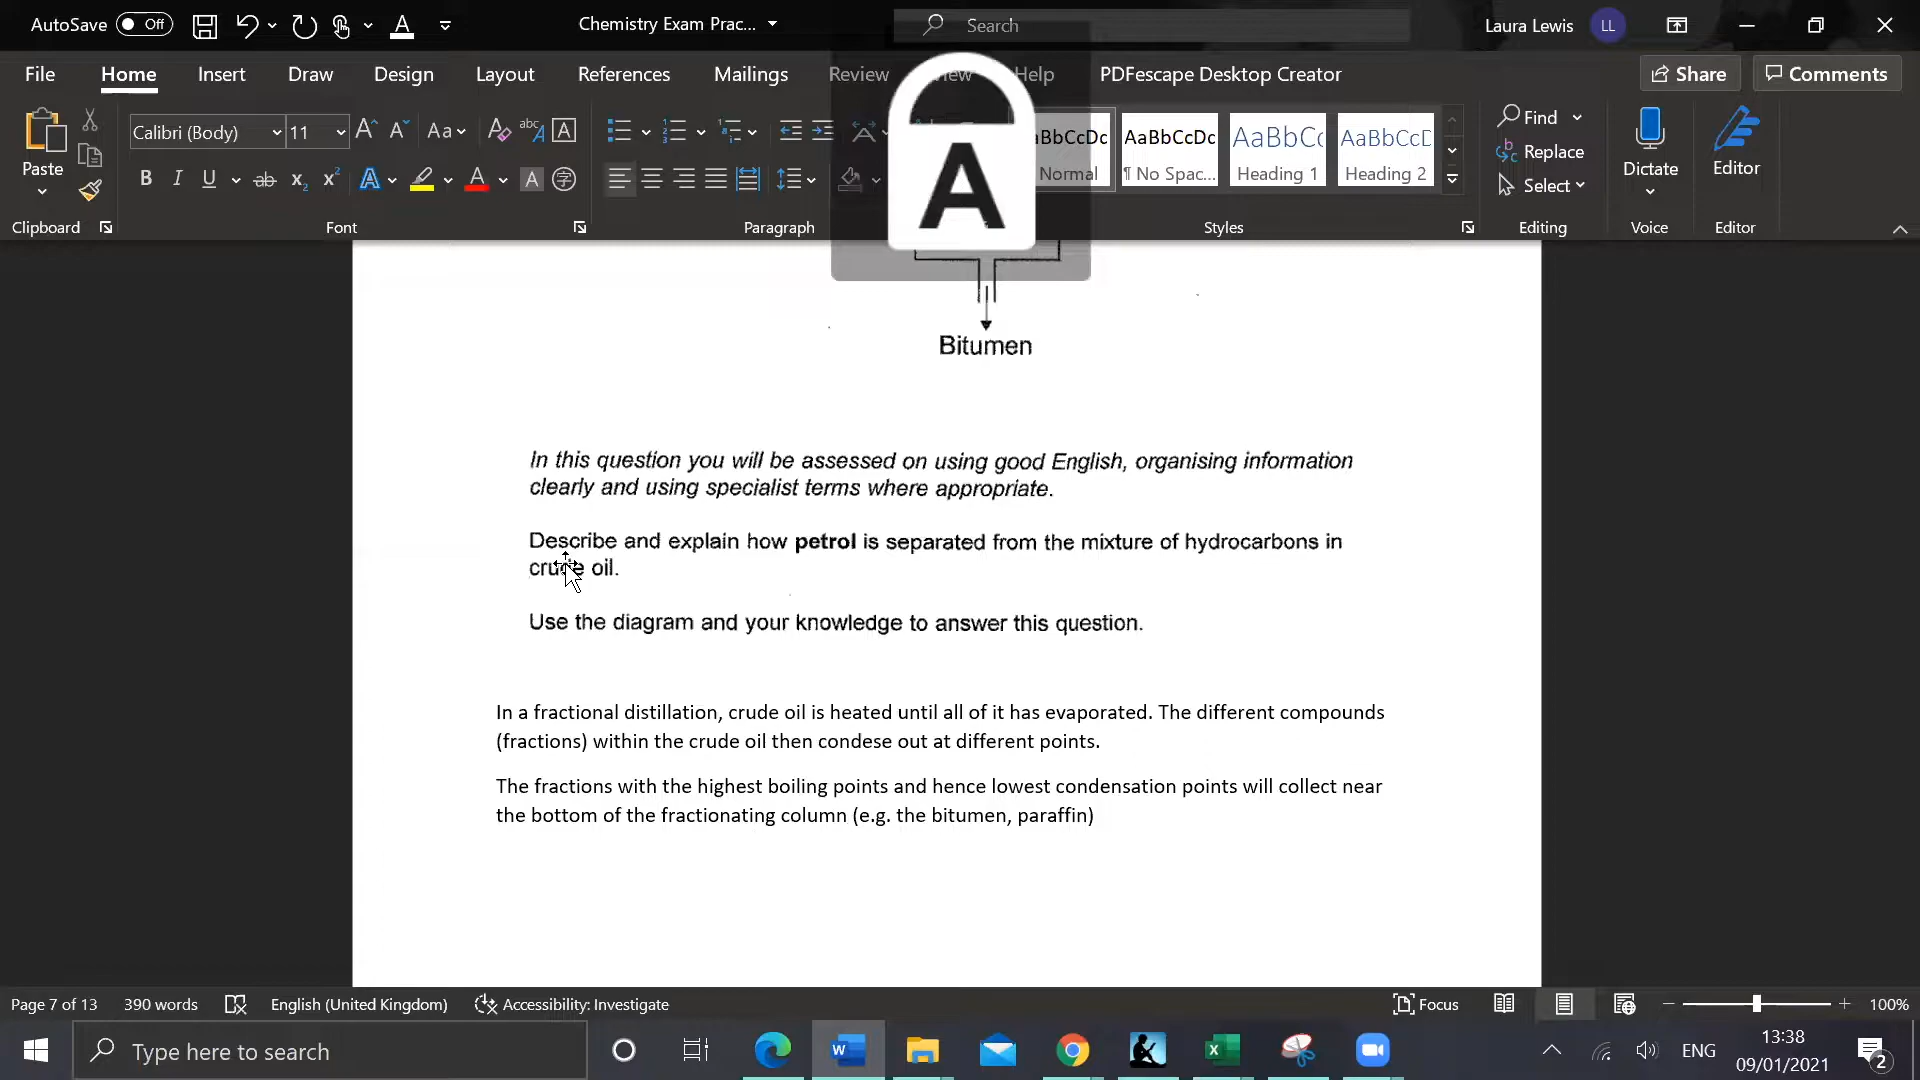 AutoSave Off
Chemistry Exam Prac...
Search
Laura Lewis LL
File Home Insert Draw Design Layout References Mailings Review View Help PDFescape Desktop Creator
Share Comments
Calibri (Body) 11 Aa
Paste
Clipboard
Font
Paragraph
A
BbCcDc AaBbCcDc AaBbC AaBbCcD
Normal ¶ No Spac... Heading 1 Heading 2
Styles
Find
Replace
Select
Editing
Dictate
Voice
Editor
Editor
Bitumen
In this question you will be assessed on using good English, organising information
clearly and using specialist terms where appropriate.
Describe and explain how petrol is separated from the mixture of hydrocarbons in
crude oil.
Use the diagram and your knowledge to answer this question.
In a fractional distillation, crude oil is heated until all of it has evaporated. The different compounds
(fractions) within the crude oil then condese out at different points.
The fractions with the highest boiling points and hence lowest condensation points will collect near
the bottom of the fractionating column (e.g. the bitumen, paraffin)
Page 7 of 13 390 words English (United Kingdom) Accessibility: Investigate
Focus 100%
Type here to search
ENG
13:38
09/01/2021
2